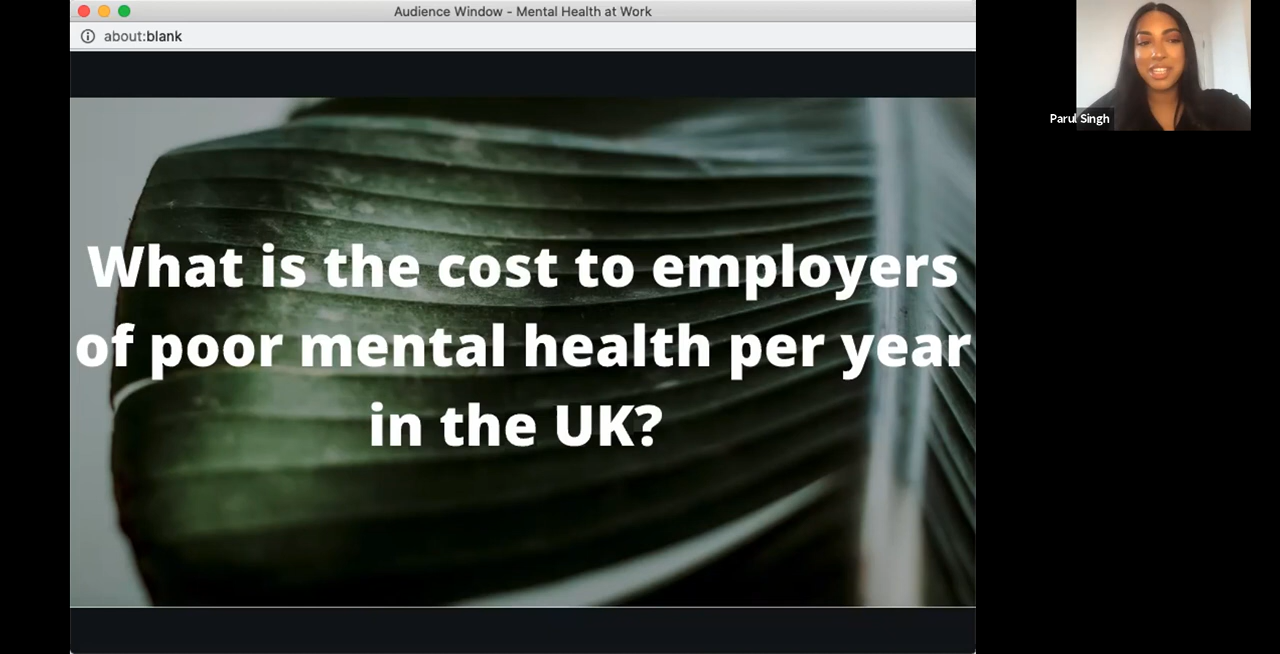 Audience Window - Mental Health at Work
about:blank
Parul Singh
What is the cost to employers
of poor mental health per year
in the UK?